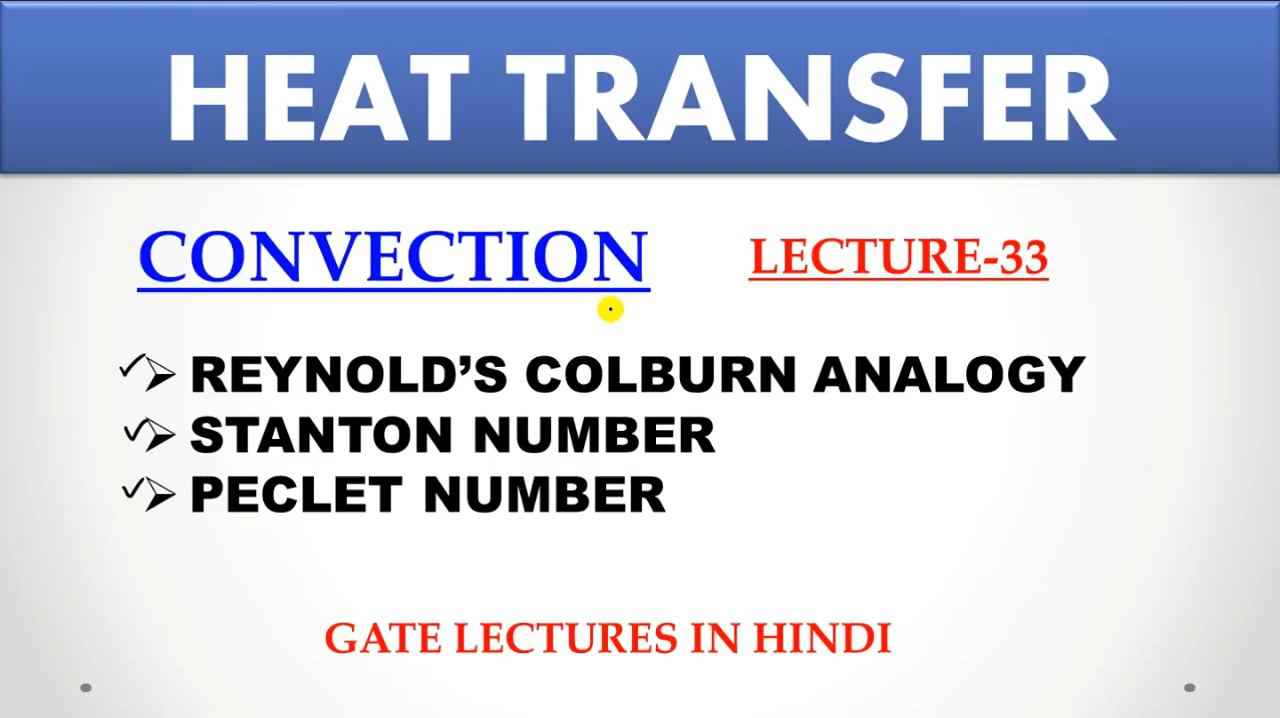 HEAT TRANSFER
CONVECTION LECTURE-33
REYNOLD’S COLBURN ANALOGY
STANTON NUMBER
PECLET NUMBER
GATE LECTURES IN HINDI